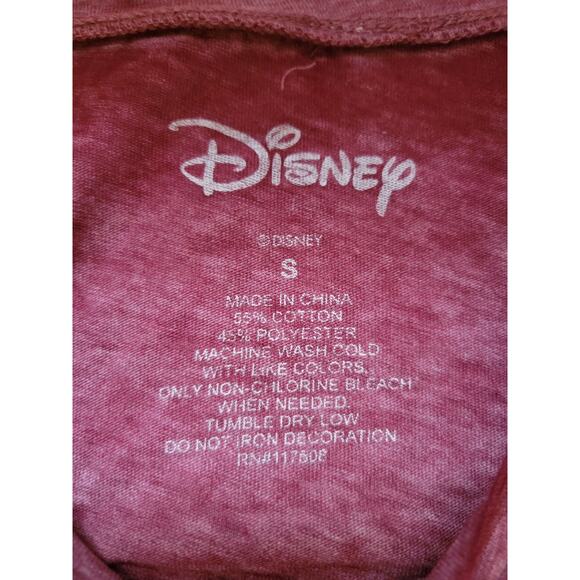 Disney
© DISNEY
S
MADE IN CHINA
55% COTTON
45% POLYESTER
MACHINE WASH COLD
WITH LIKE COLORS.
ONLY NON-CHLORINE BLEACH
WHEN NEEDED.
TUMBLE DRY LOW
DO NOT IRON DECORATION
RN#117608